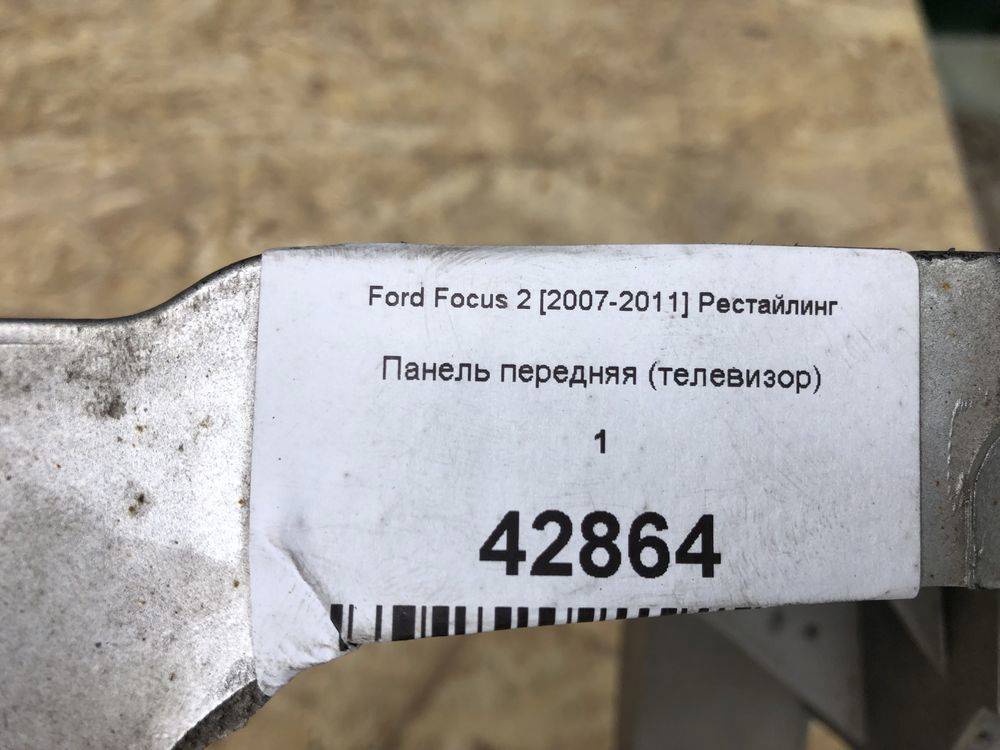 Ford Focus 2 [2007-2011] Рестайлинг
Панель передняя (телевизор)
1
42864